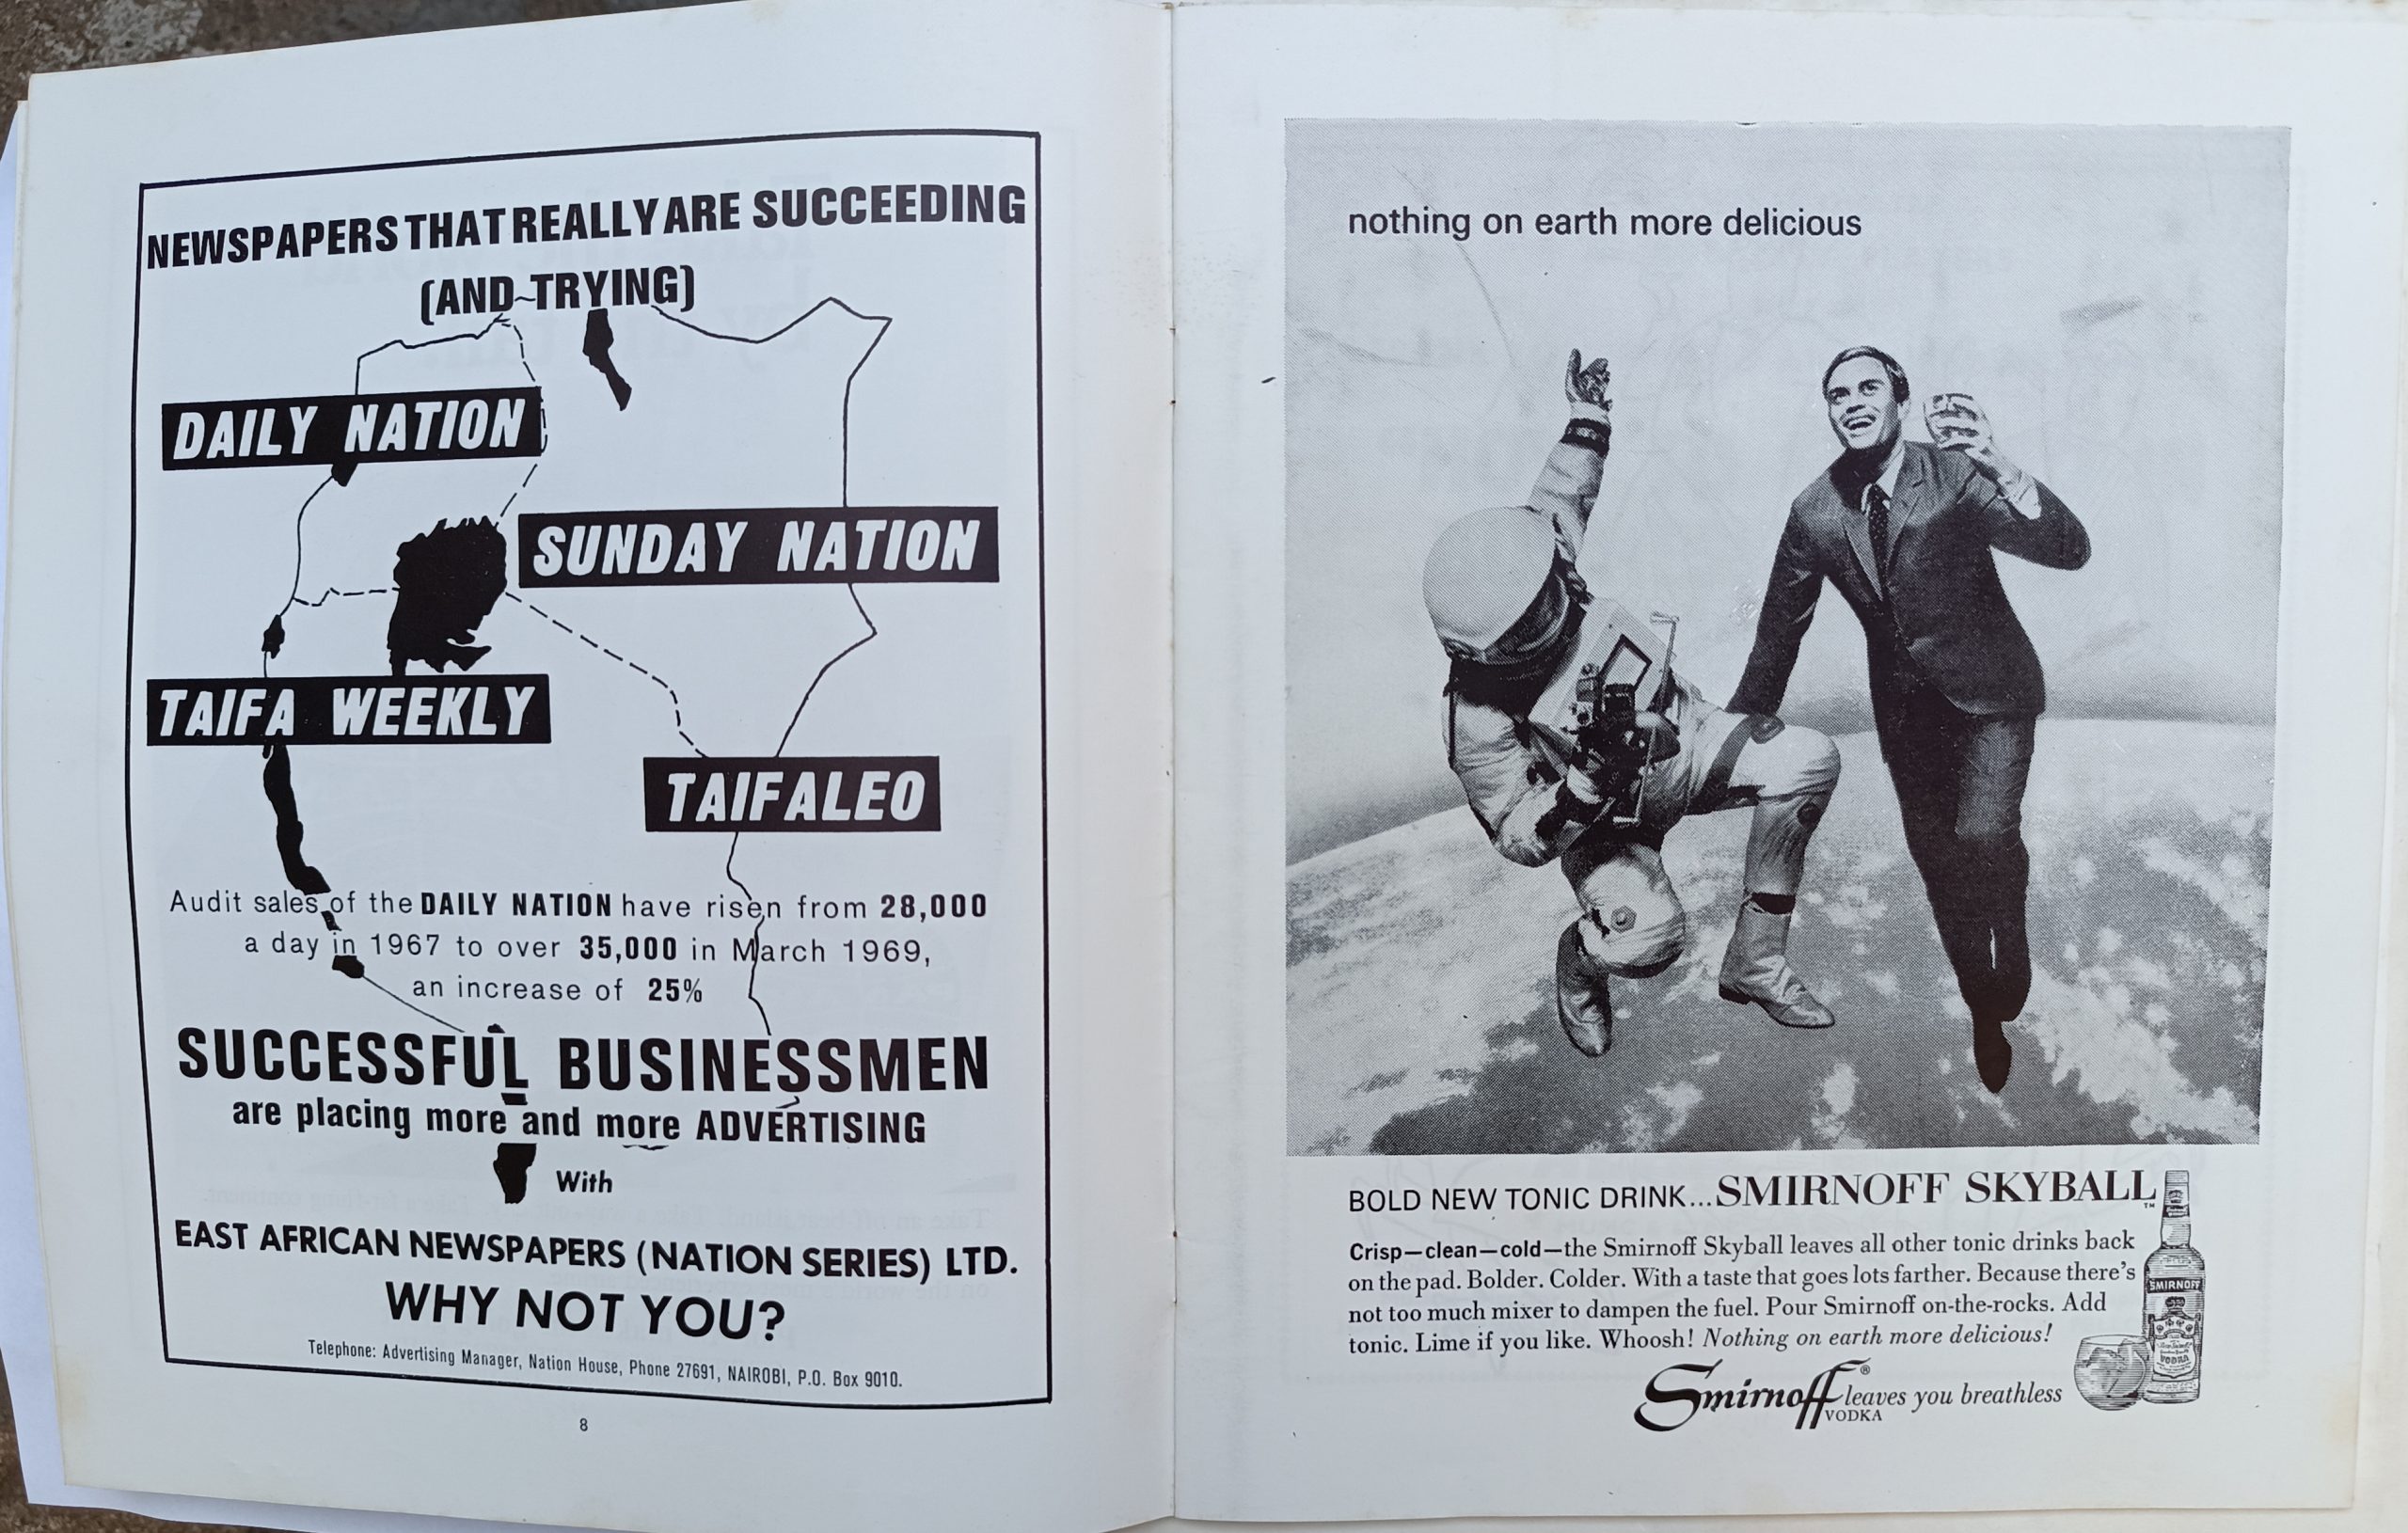 NEWSPAPERS THAT REALLY ARE SUCCEEDING
(AND TRYING)
DAILY NATION
SUNDAY NATION
TAIFA WEEKLY
TAIFALEO
Audit sales of the DAILY NATION have risen from 28,000
a day in 1967 to over 35,000 in March 1969,
an increase of 25%
SUCCESSFUL BUSINESSMEN
are placing more and more ADVERTISING
With
EAST AFRICAN NEWSPAPERS (NATION SERIES) LTD.
WHY NOT YOU?
Telephone: Advertising Manager, Nation House, Phone 27691, NAIROBI, P.O. Box 9010.
8
nothing on earth more delicious
BOLD NEW TONIC DRINK...SMIRNOFF SKYBALL™
Crisp—clean—cold—the Smirnoff Skyball leaves all other tonic drinks back
on the pad. Bolder. Colder. With a taste that goes lots farther. Because there's
not too much mixer to dampen the fuel. Pour Smirnoff on-the-rocks. Add
tonic. Lime if you like. Whoosh! Nothing on earth more delicious!
Smirnoff® leaves you breathless
VODKA
SMIRNOFF
VODKA